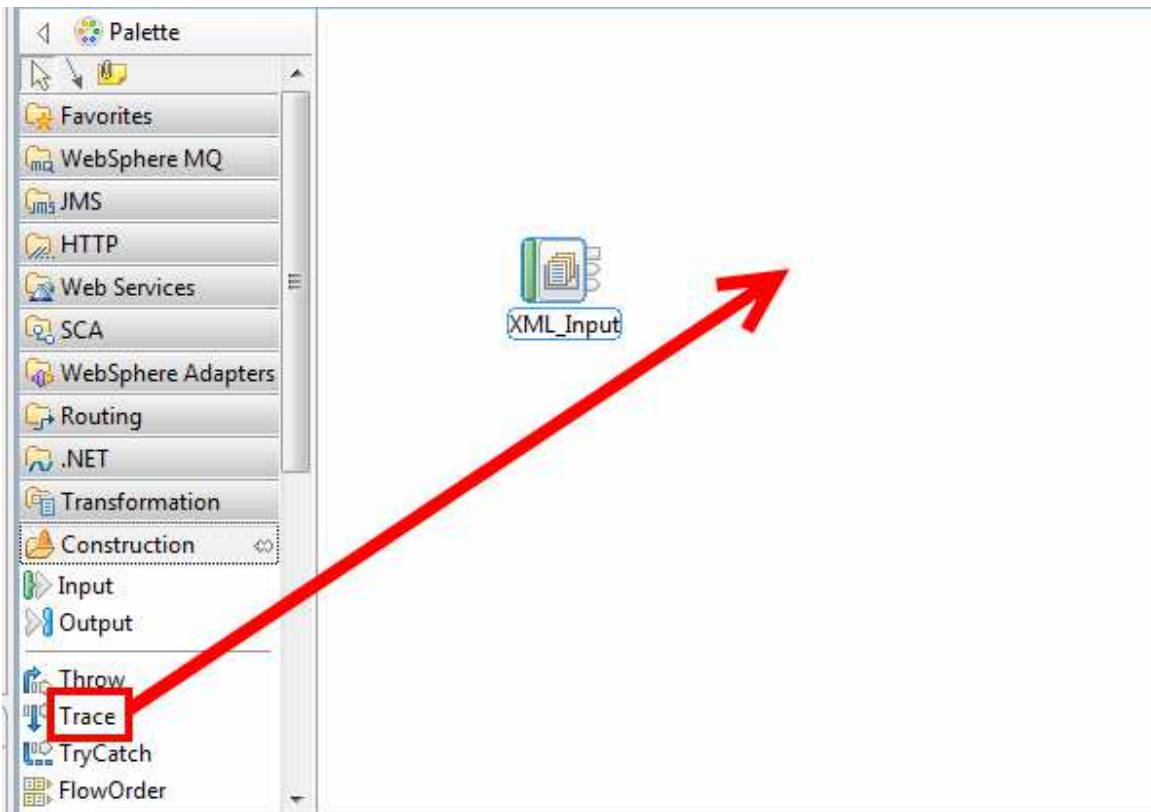 Palette
Favorites
WebSphere MQ
JMS
HTTP
Web Services
SCA
WebSphere Adapters
Routing
.NET
Transformation
Construction
Input
Output
Throw
Trace
TryCatch
FlowOrder
XML_Input